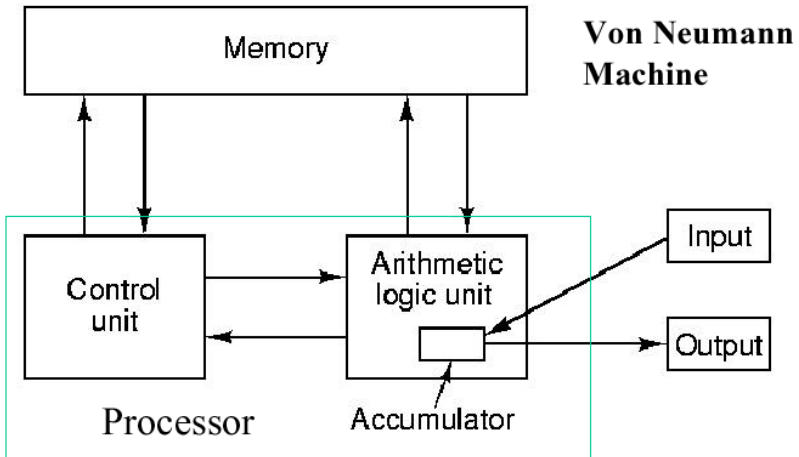 Memory
Von Neumann
Machine
Control
unit
Arithmetic
logic unit
Input
Output
Accumulator
Processor